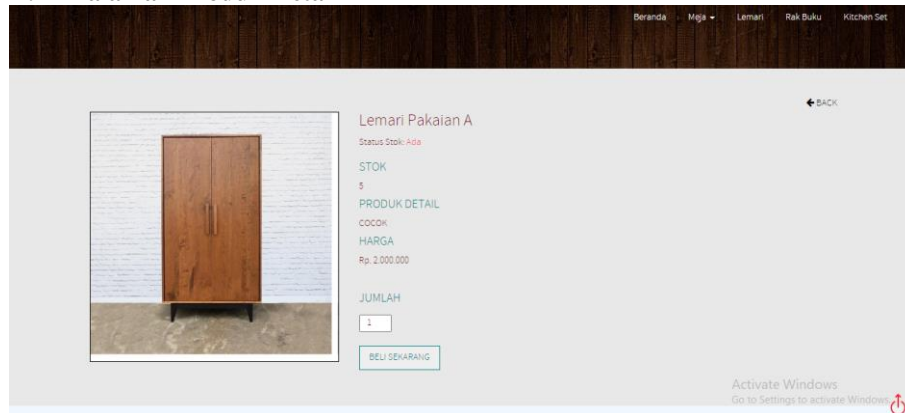 Beranda Meja Lemari Rak Buku Kitchen Set
BACK
Lemari Pakaian A
Status Stok: Ada
STOK
5
PRODUK DETAIL
COCOK
HARGA
Rp. 2.000.000
JUMLAH
1
BELI SEKARANG
Activate Windows
Go to Settings to activate Windows.